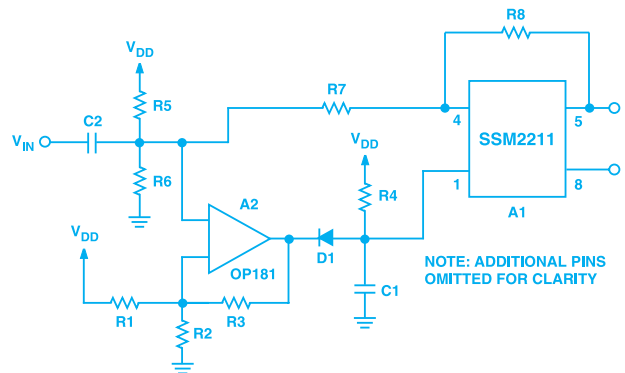 R8
VDD
R7
R5
C2
VIN
4
5
SSM2211
VDD
R6
R4
A2
1
8
A1
VDD
D1
OP181
NOTE: ADDITIONAL PINS
OMITTED FOR CLARITY
C1
R1
R2
R3